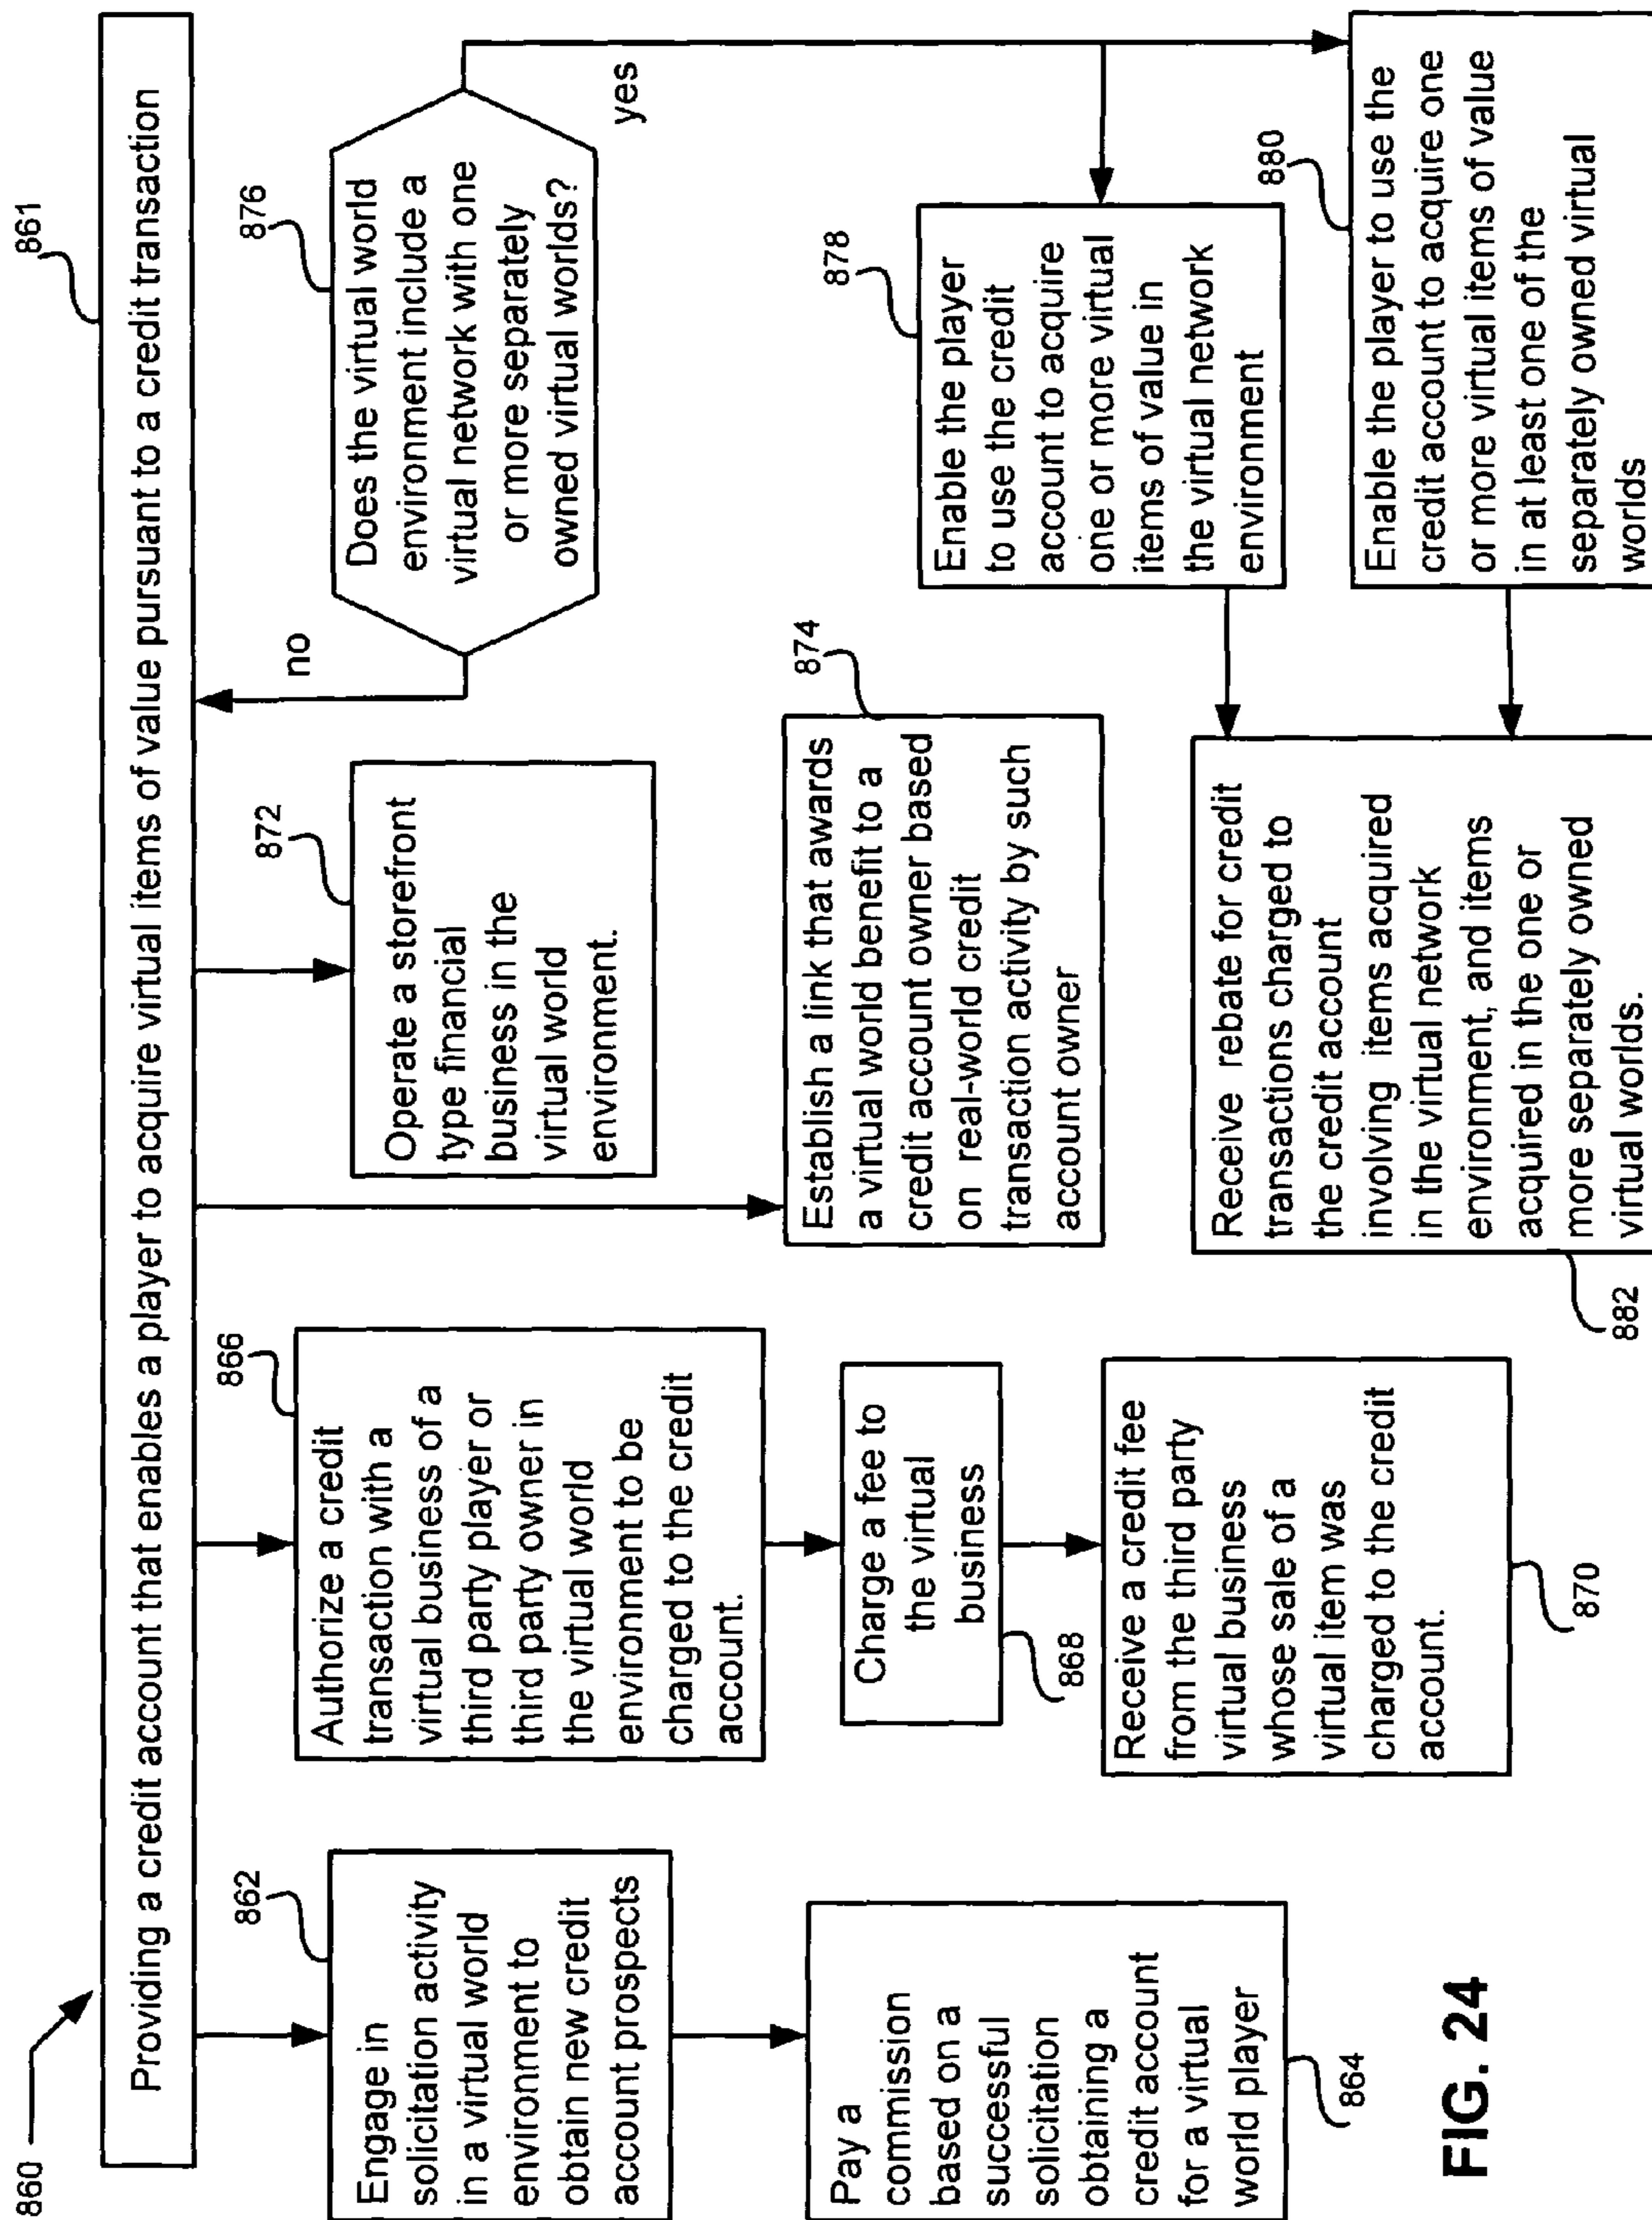 860
861
Providing a credit account that enables a player to acquire virtual items of value pursuant to a credit transaction
862
Engage in
solicitation activity
in a virtual world
environment to
obtain new credit
account prospects
Pay a
commission
based on a
successful
solicitation
obtaining a
credit account
for a virtual
world player
864
866
Authorize a credit
transaction with a
virtual business of a
third party player or
third party owner in
the virtual world
environment to be
charged to the credit
account.
Charge a fee to
the virtual
business
868
Receive a credit fee
from the third party
virtual business
whose sale of a
virtual item was
charged to the credit
account.
870
872
Operate a storefront
type financial
business in the
virtual world
environment.
874
Establish a link that awards
a virtual world benefit to a
credit account owner based
on real-world credit
transaction activity by such
account owner
no
876
Does the virtual world
environment include a
virtual network with one
or more separately
owned virtual worlds?
yes
878
Enable the player
to use the credit
account to acquire
one or more virtual
items of value in
the virtual network
environment
880
Enable the player to use the
credit account to acquire one
or more virtual items of value
in at least one of the
separately owned virtual
worlds
Receive rebate for credit
transactions charged to
the credit account
involving items acquired
in the virtual network
environment, and items
acquired in the one or
more separately owned
virtual worlds.
882
FIG. 24